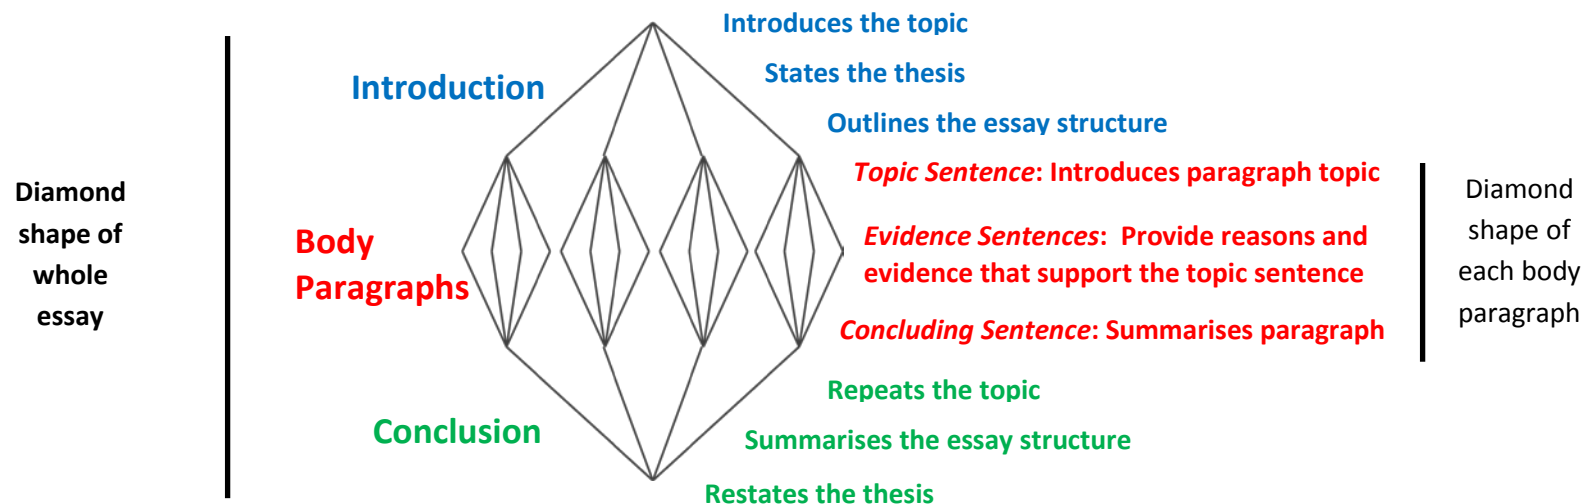 Introduces the topic
States the thesis
Introduction
Outlines the essay structure
Diamond
shape of
whole
essay
Topic Sentence: Introduces paragraph topic
Body
Paragraphs
Evidence Sentences: Provide reasons and
evidence that support the topic sentence
Concluding Sentence: Summarises paragraph
Diamond
shape of
each body
paragraph
Repeats the topic
Conclusion
Summarises the essay structure
Restates the thesis